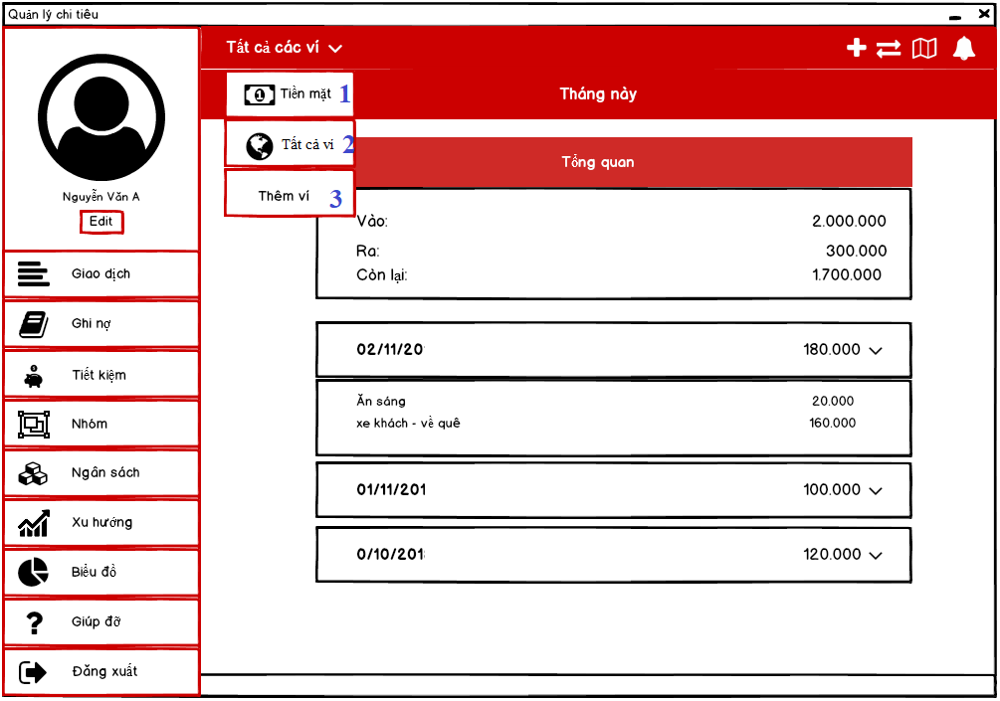 Quản lý chi tiêu
Nguyễn Văn A
Edit
Giao dịch
Ghi nợ
Tiết kiệm
Nhóm
Ngân sách
Xu hướng
Biểu đồ
Giúp đỡ
Đăng xuất
Tất cả các ví
Tiền mặt 1
Tất cả ví 2
Thêm ví 3
Tháng này
Tổng quan
Vào: 2.000.000
Ra: 300.000
Còn lại: 1.700.000
02/11/20 180.000
Ăn sáng 20.000
xe khách - về quê 160.000
01/11/201 100.000
0/10/201 120.000